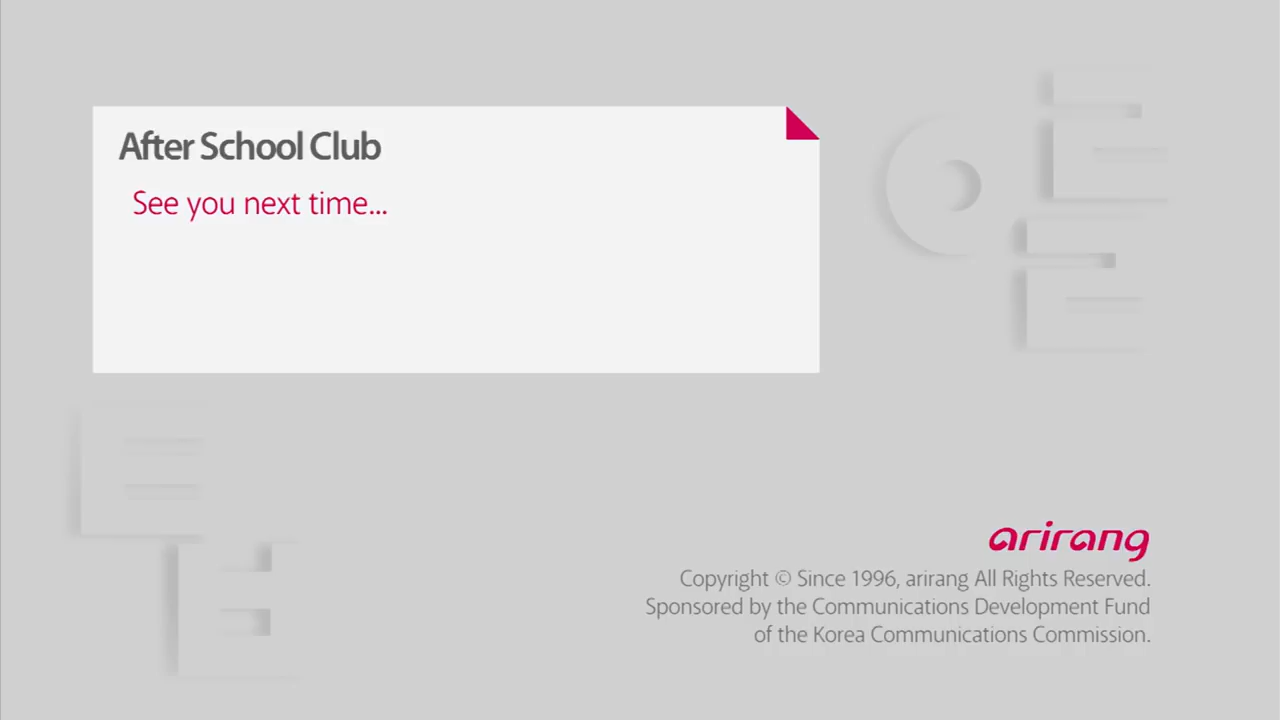 After School Club
See you next time...
arirang
Copyright © Since 1996, arirang All Rights Reserved.
Sponsored by the Communications Development Fund
of the Korea Communications Commission.